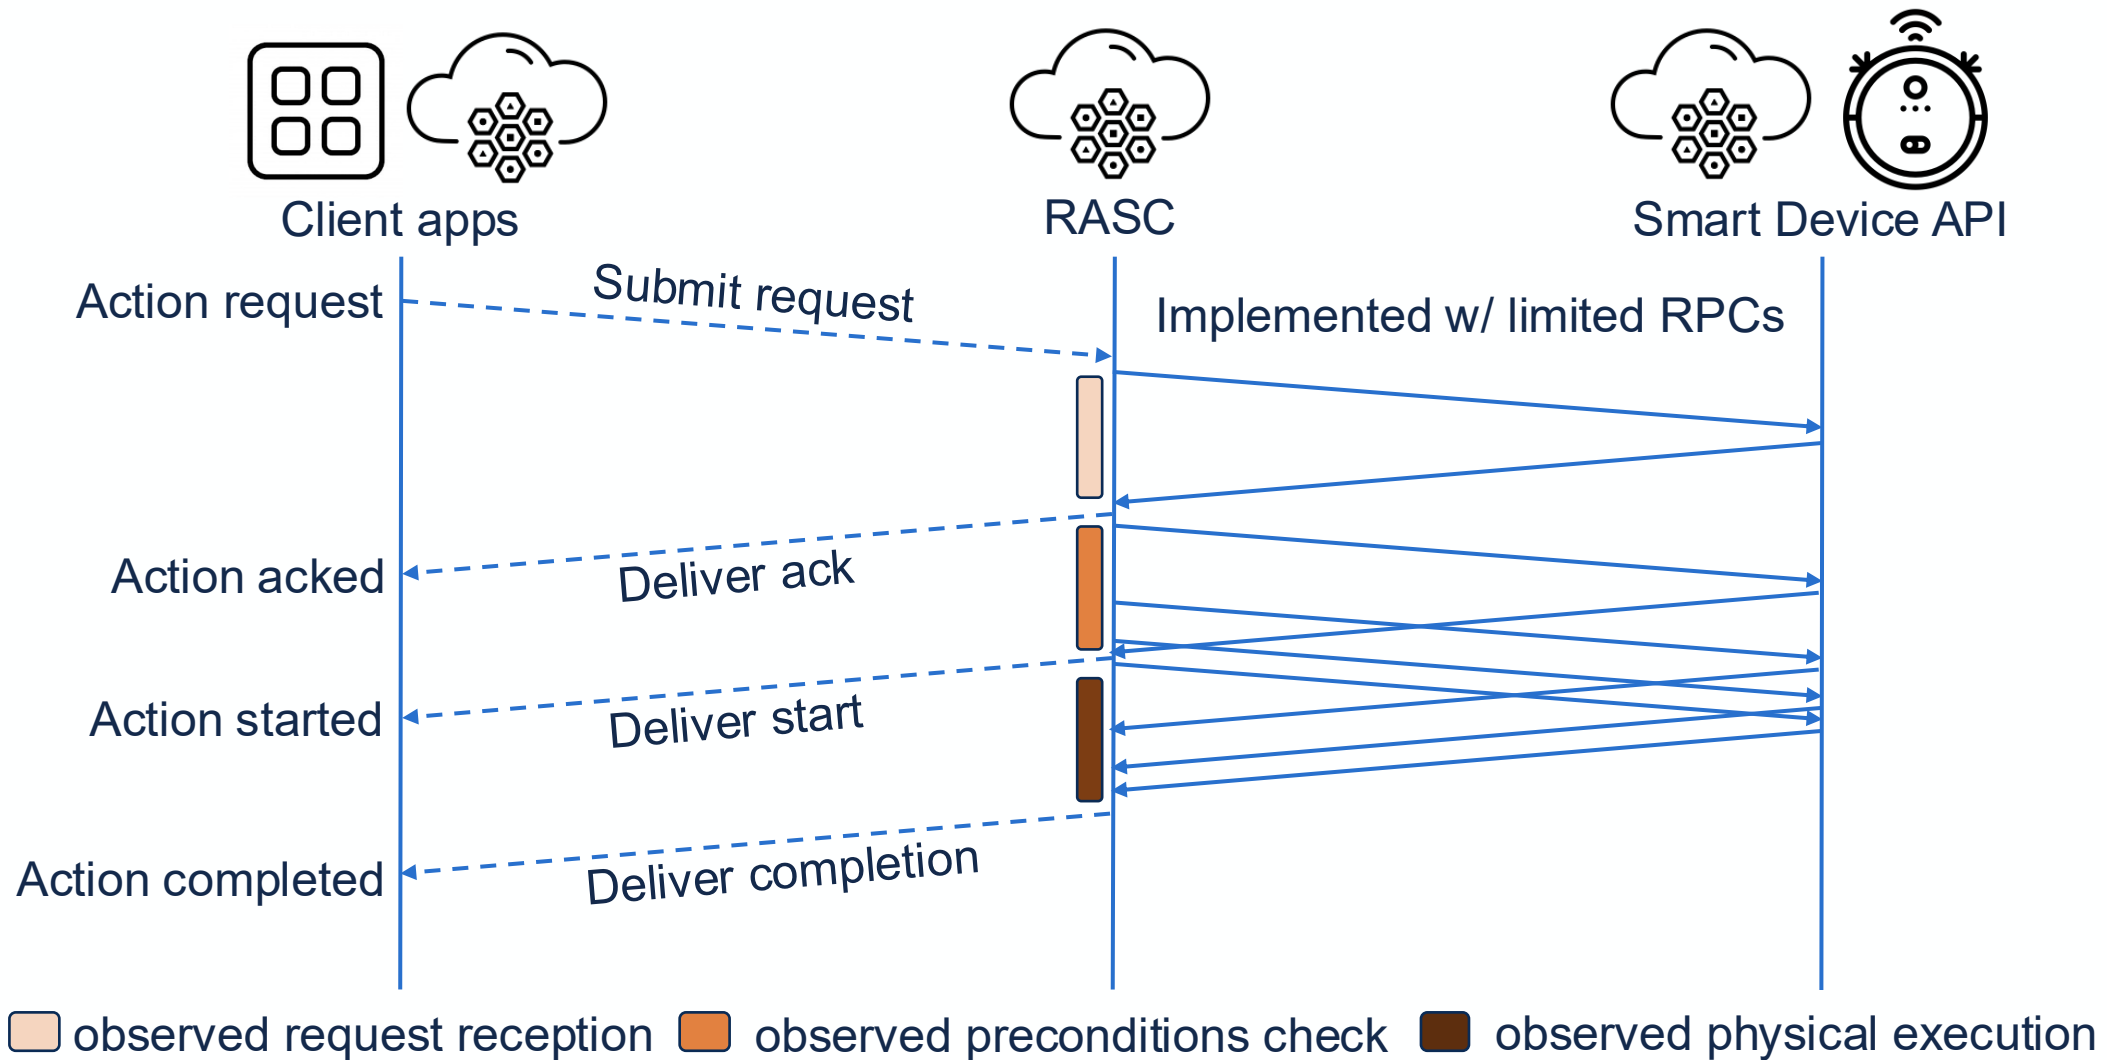 Client apps
RASC
Smart Device API
Action request
Submit request
Implemented w/ limited RPCs
Action acked
Deliver ack
Action started
Deliver start
Action completed
Deliver completion
observed request reception
observed preconditions check
observed physical execution